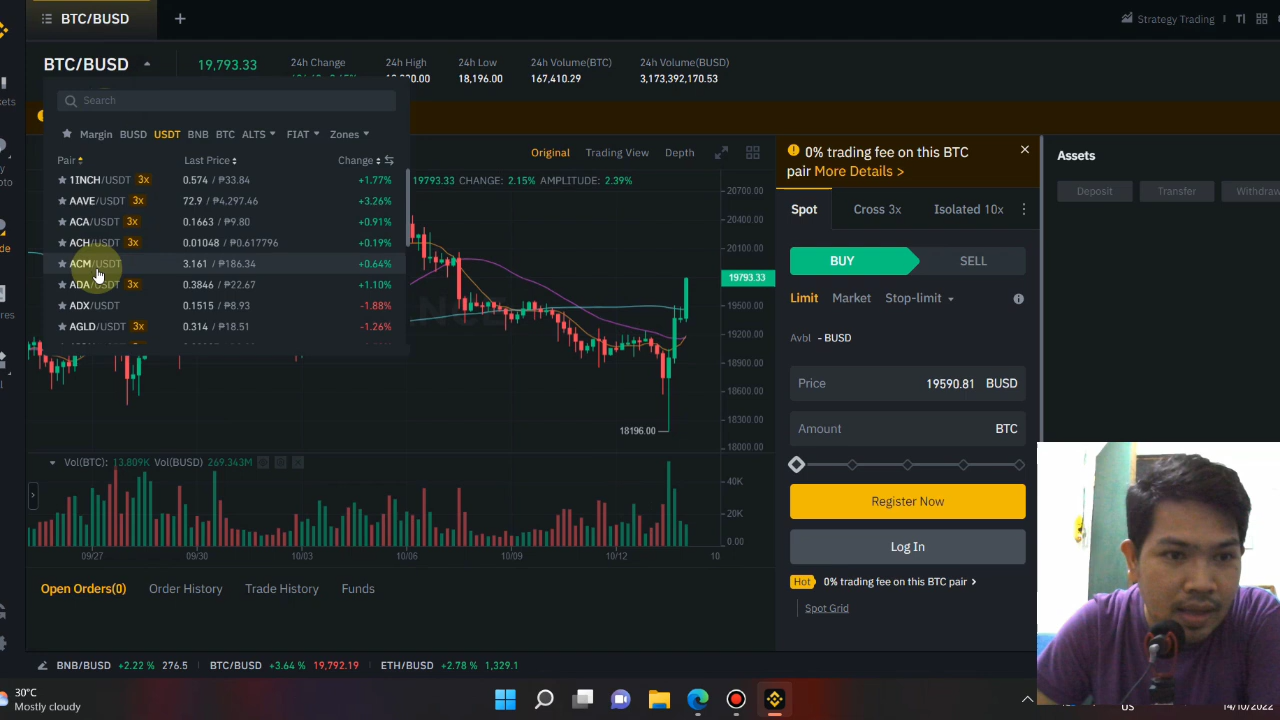 BTC/BUSD
Strategy Trading
BTC/BUSD
19,793.33
24h Change
24h High
24h Low
18,196.00
24h Volume(BTC)
167,410.29
24h Volume(BUSD)
3,173,392,170.53
Search
Margin BUSD USDT BNB BTC ALTS FIAT Zones
Pair Last Price Change
1INCH/USDT 3x 0.574 / ₱33.84 +1.77%
AAVE/USDT 3x 72.9 / ₱4,297.46 +3.26%
ACA/USDT 3x 0.1663 / ₱9.80 +0.91%
ACH/USDT 3x 0.01048 / ₱0.617796 +0.19%
ACM/USDT 3.161 / ₱186.34 +0.64%
ADA/USDT 3x 0.3846 / ₱22.67 +1.10%
ADX/USDT 0.1515 / ₱8.93 -1.88%
AGLD/USDT 3x 0.314 / ₱18.51 -1.26%
Original Trading View Depth
19793.33 CHANGE: 2.15% AMPLITUDE: 2.39%
20700.00
20400.00
20100.00
19793.33
19600.00
19200.00
18900.00
18600.00
18300.00
18000.00
18196.00
Vol(BTC): 13.809K Vol(BUSD) 269.343M
40K
20K
0.00
09/27 09/30 10/03 10/06 10/09 10/12 10
Open Orders(0) Order History Trade History Funds
0% trading fee on this BTC
pair More Details >
Spot Cross 3x Isolated 10x
BUY SELL
Limit Market Stop-limit
Avbl - BUSD
Price 19590.81 BUSD
Amount BTC
Register Now
Log In
Hot 0% trading fee on this BTC pair >
Spot Grid
Assets
Deposit Transfer Withdraw
BNB/BUSD +2.22 % 276.5 BTC/BUSD +3.64 % 19,792.19 ETH/BUSD +2.78 % 1,329.1
30°C
Mostly cloudy
US
14/10/2022